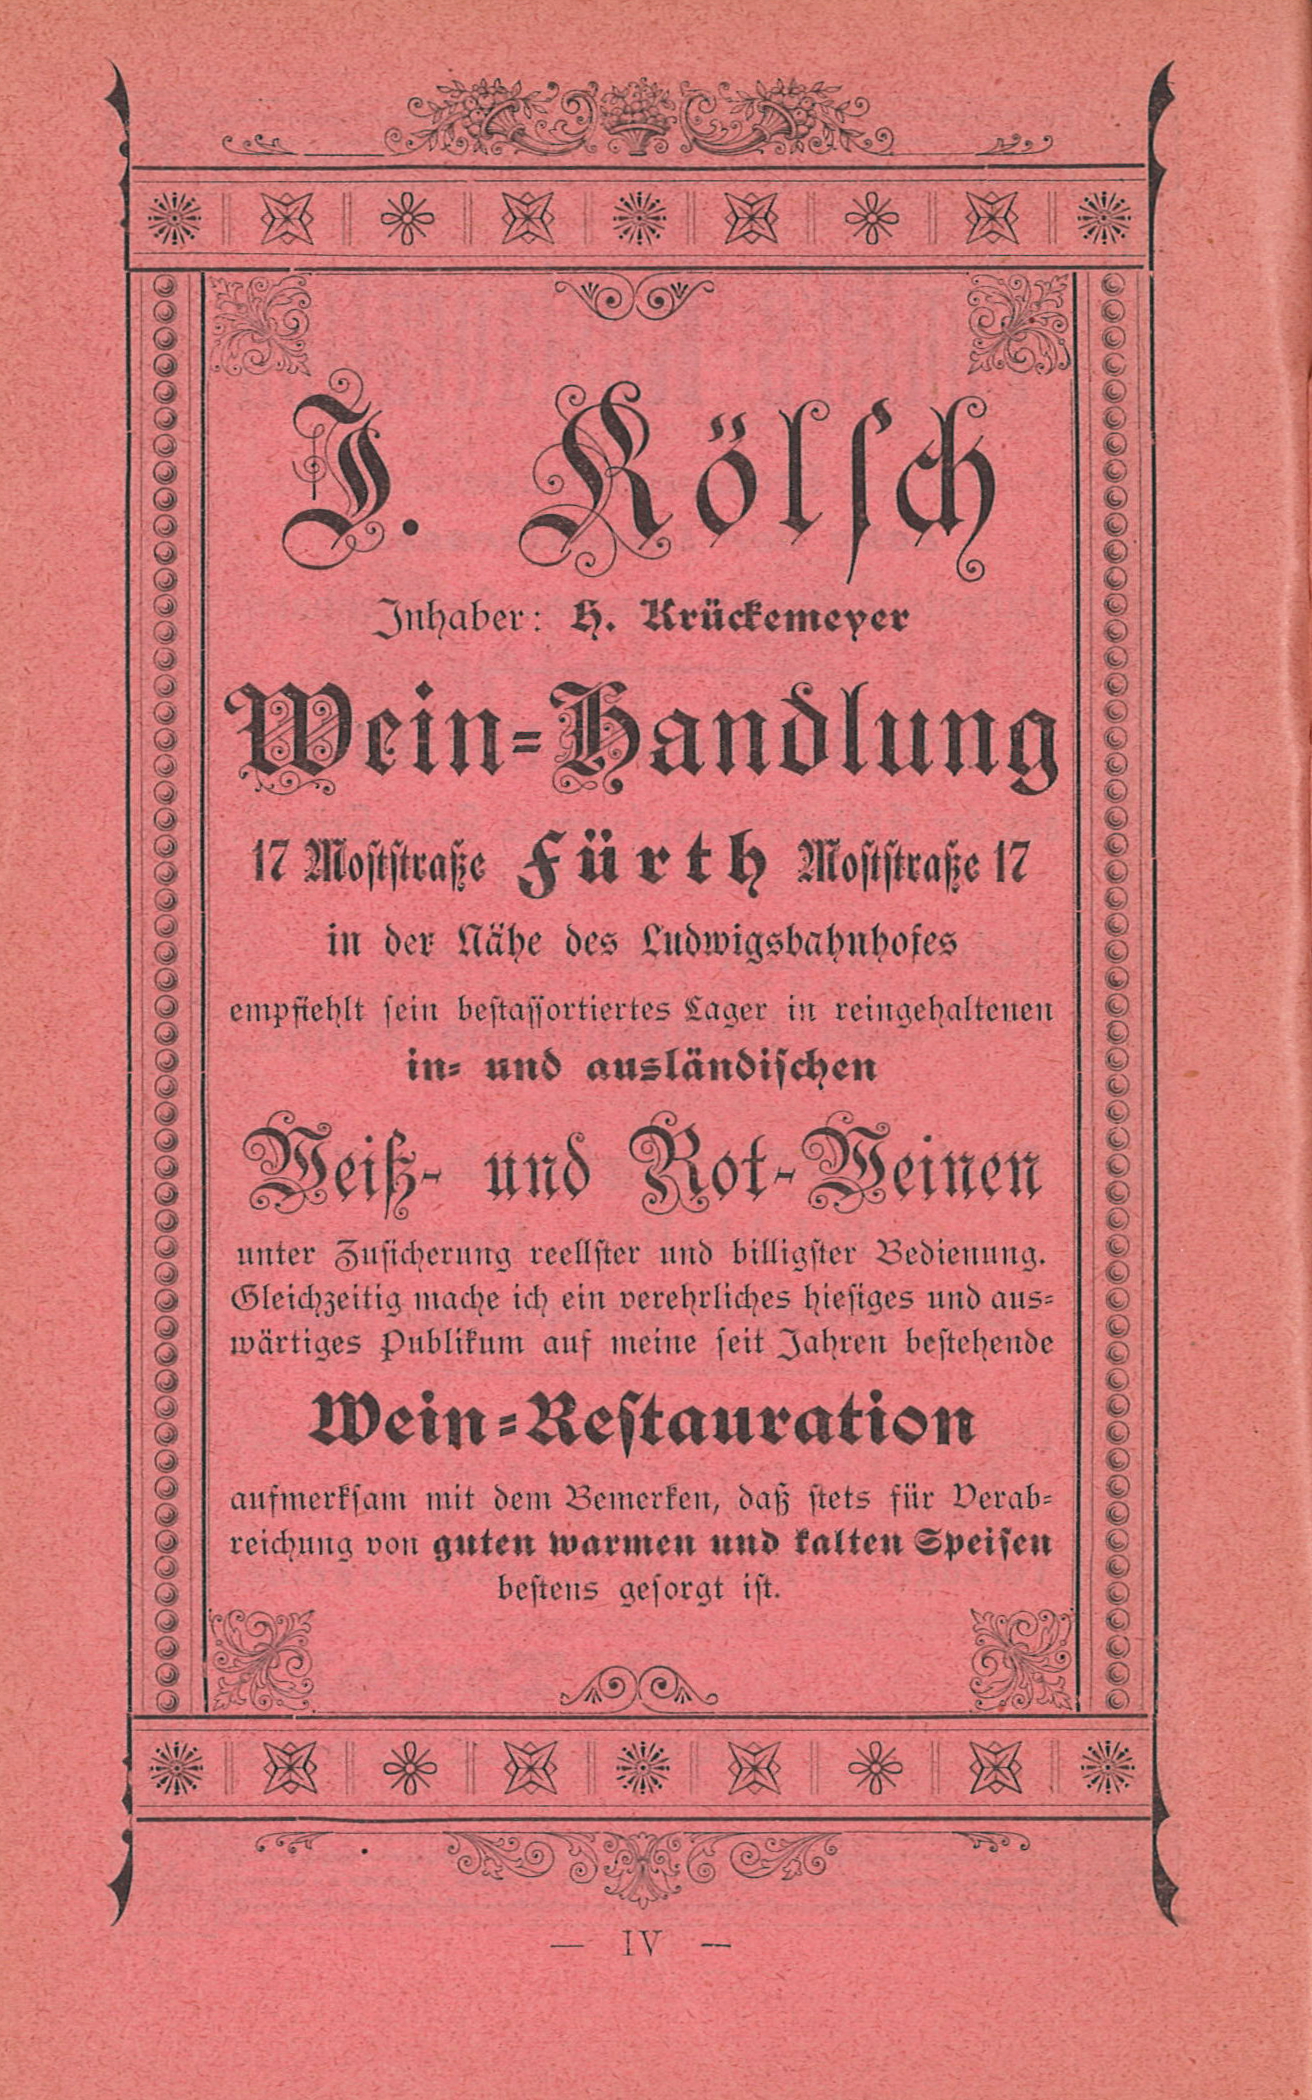 J. Kölsch
Inhaber: H. Krückemeyer
Wein-Handlung
17 Moststraße Fürth Moststraße 17
in der Nähe des Ludwigsbahnhofes
empfiehlt sein bestassortiertes Lager in reingehaltenen
in- und ausländischen
Weiß- und Rot-Weinen
unter Zusicherung reellster und billigster Bedienung.
Gleichzeitig mache ich ein verehrliches hiesiges und aus-
wärtiges Publikum auf meine seit Jahren bestehende
Wein-Restauration
aufmerksam mit dem Bemerken, daß stets für Verab-
reichung von guten warmen und kalten Speisen
bestens gesorgt ist.
— IV —